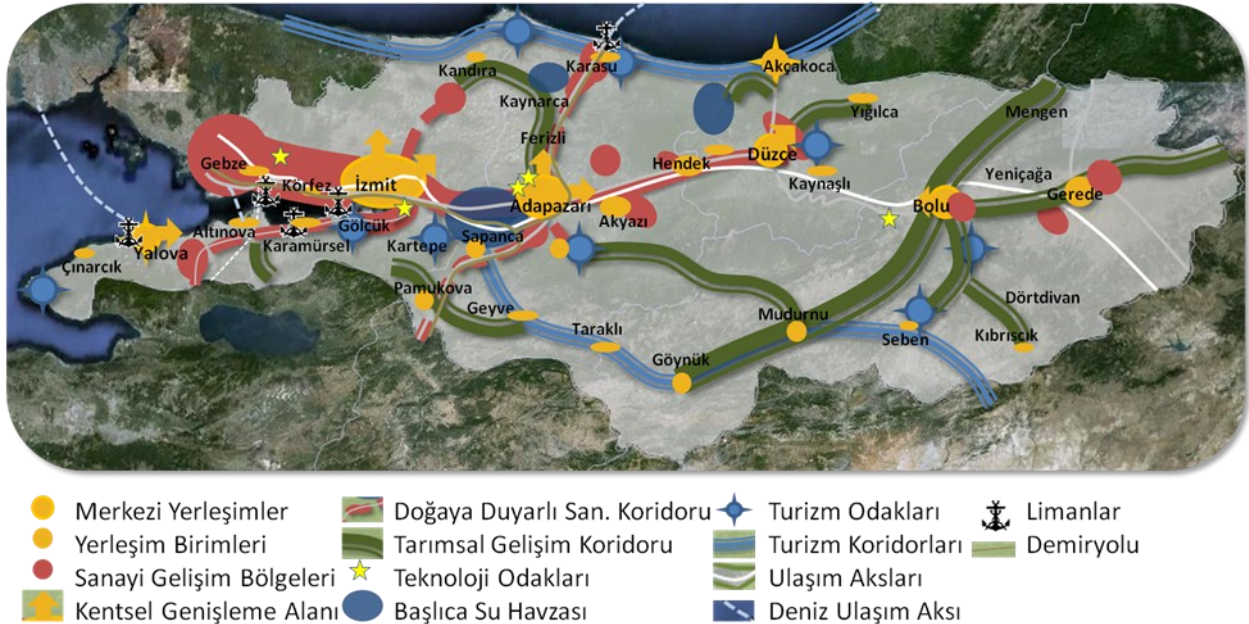 Kandıra
Karasu
Akçakoca
Kaynarca
Yığılca
Mengen
Ferizli
Gebze
Hendek
Düzce
Körfez
İzmit
Kaynaşlı
Yeniçağa
Gerede
Adapazarı
Bolu
Akyazı
Altınova
Gölcük
Karamürsel
Kartepe
Sapanca
Yalova
Çınarcık
Pamukova
Dörtdivan
Geyve
Mudurnu
Taraklı
Seben
Kıbrıscık
Göynük
Merkezi Yerleşimler
Yerleşim Birimleri
Sanayi Gelişim Bölgeleri
Kentsel Genişleme Alanı
Doğaya Duyarlı San. Koridoru
Tarımsal Gelişim Koridoru
Teknoloji Odakları
Başlıca Su Havzası
Turizm Odakları
Turizm Koridorları
Ulaşım Aksları
Deniz Ulaşım Aksı
Limanlar
Demiryolu